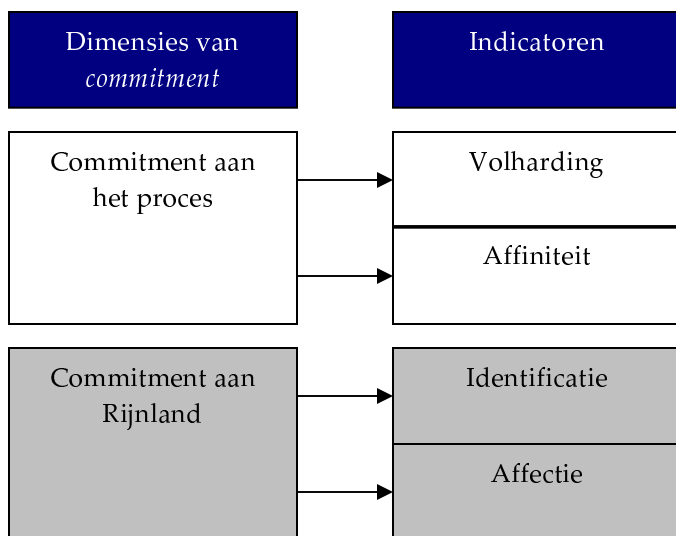 Dimensies van
commitment
Indicatoren
Commitment aan
het proces
Volharding
Affiniteit
Commitment aan
Rijnland
Identificatie
Affectie